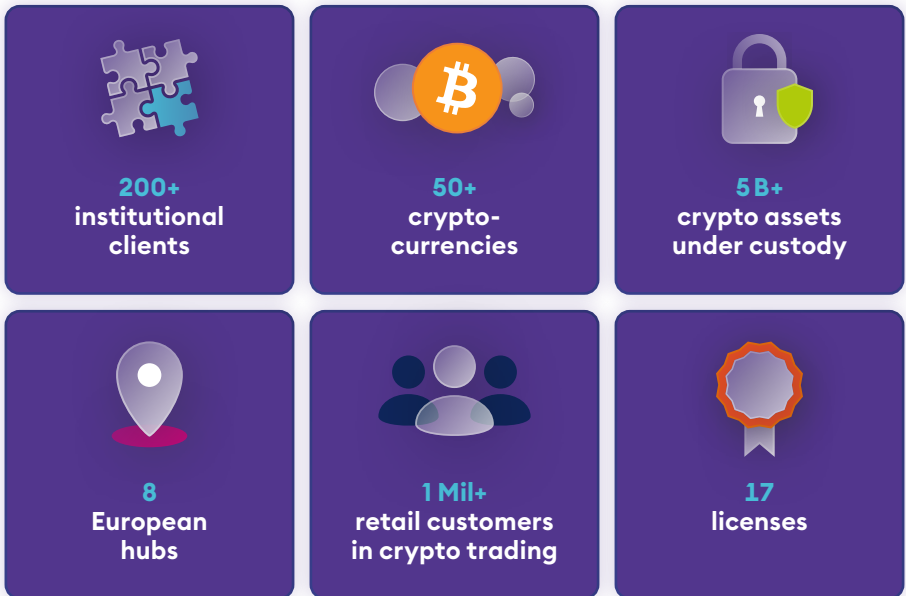 200+
institutional
clients
50+
crypto-
currencies
5 B+
crypto assets
under custody
8
European
hubs
1 Mil+
retail customers
in crypto trading
17
licenses